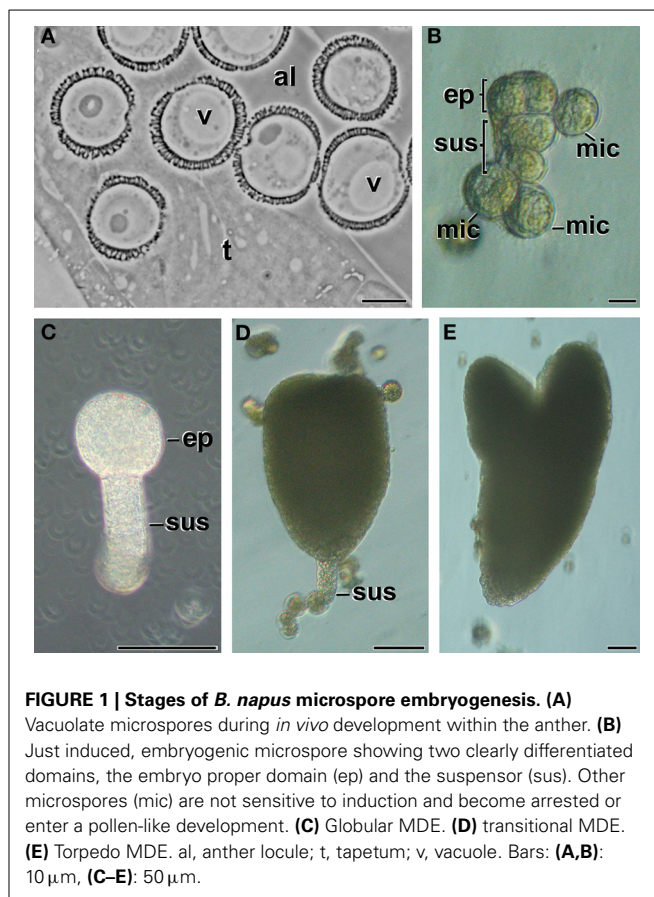 A
al
v
v
t
B
ep
sus
mic
mic
mic
C
ep
sus
D
sus
E
FIGURE 1 | Stages of B. napus microspore embryogenesis. (A)
Vacuolate microspores during in vivo development within the anther. (B)
Just induced, embryogenic microspore showing two clearly differentiated
domains, the embryo proper domain (ep) and the suspensor (sus). Other
microspores (mic) are not sensitive to induction and become arrested or
enter a pollen-like development. (C) Globular MDE. (D) transitional MDE.
(E) Torpedo MDE. al, anther locule; t, tapetum; v, vacuole. Bars: (A,B):
10 μm, (C–E): 50 μm.